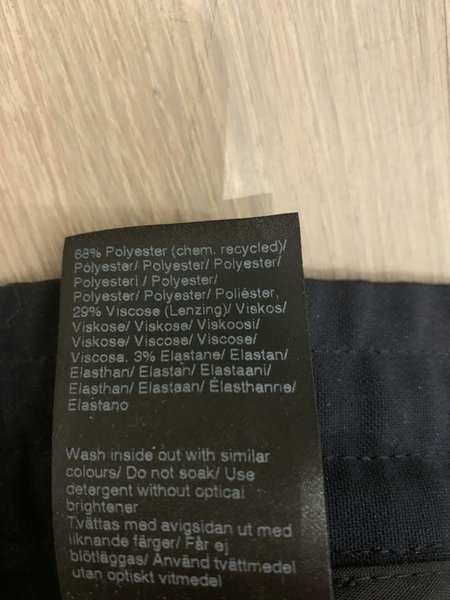 68% Polyester (chem. recycled)/
Polyester/ Polyester/ Polyester/
Polyesteri / Polyester/
Polyester/ Polyester/ Poliéster,
29% Viscose (Lenzing)/ Viskos/
Viskose/ Viskose/ Viskoosi/
Viskose/ Viscose/ Viscose/
Viscosa, 3% Elastane/ Elastan/
Elasthan/ Elastan/ Elastaani/
Elasthan/ Elastaan/ Élasthanne/
Elastano
Wash inside out with similar
colours/ Do not soak/ Use
detergent without optical
brightener
Tvättas med avigsidan ut med
liknande färger/ Får ej
blötläggas/ Använd tvättmedel
utan optiskt vitmedel